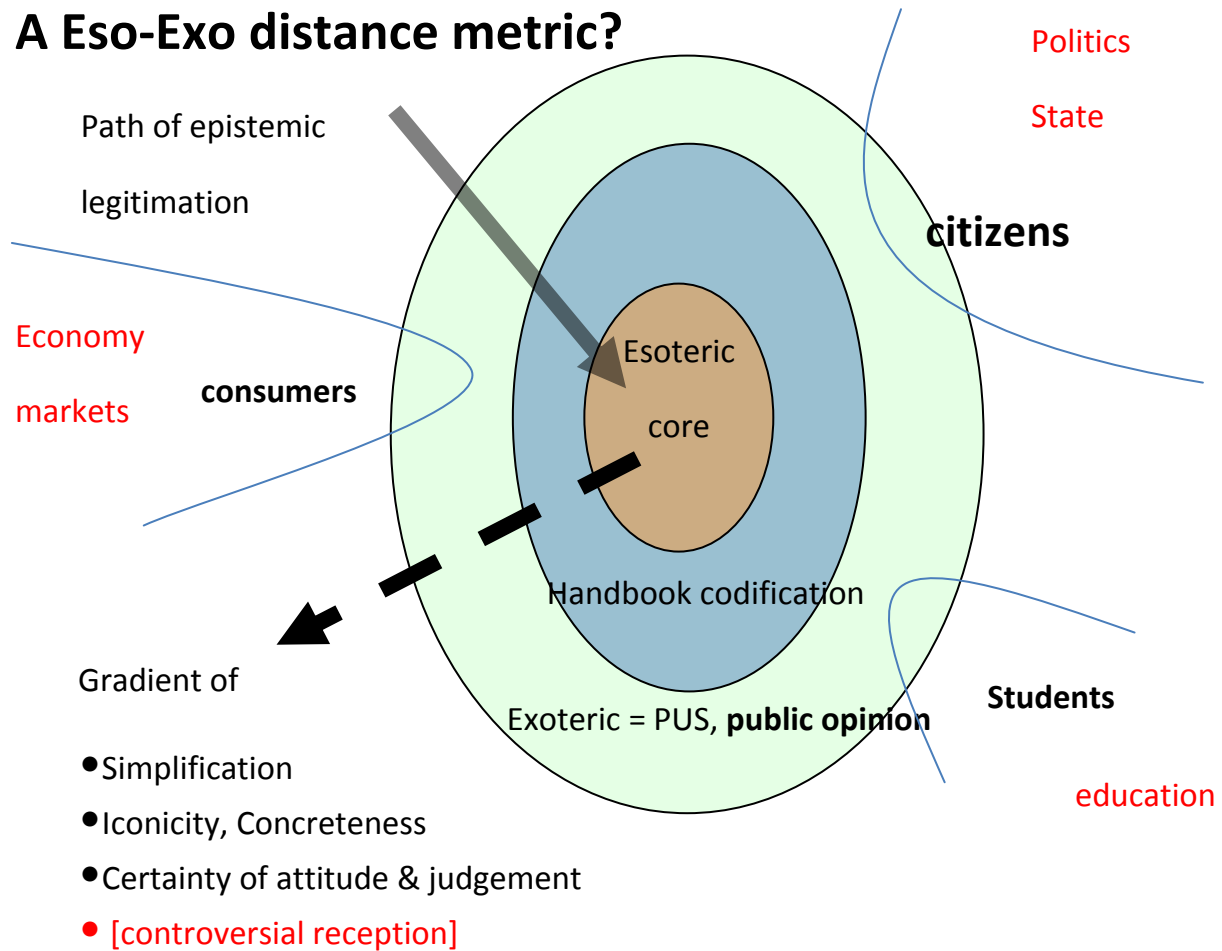 A Eso-Exo distance metric?
Politics
State
Path of epistemic
legitimation
citizens
Economy
markets
consumers
Esoteric
core
Handbook codification
Exoteric = PUS, public opinion
Students
education
Gradient of
•Simplification
•Iconicity, Concreteness
•Certainty of attitude & judgement
• [controversial reception]